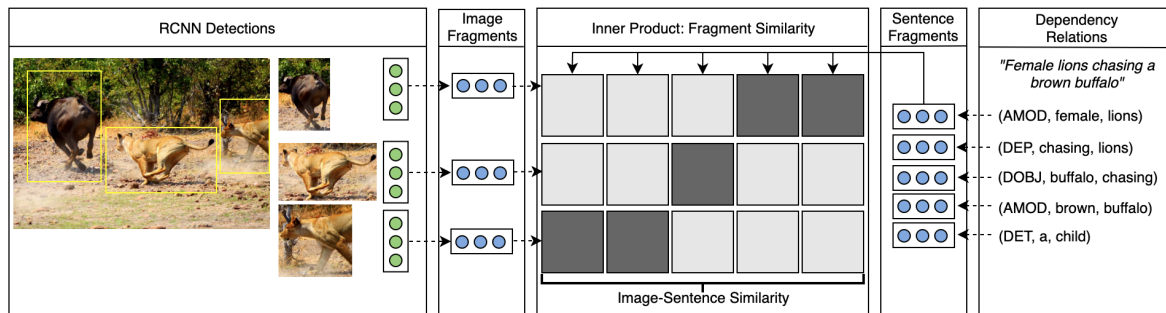 RCNN Detections
Image
Fragments
Inner Product: Fragment Similarity
Sentence
Fragments
Dependency
Relations
"Female lions chasing a
brown buffalo"
(AMOD, female, lions)
(DEP, chasing, lions)
(DOBJ, buffalo, chasing)
(AMOD, brown, buffalo)
(DET, a, child)
Image-Sentence Similarity